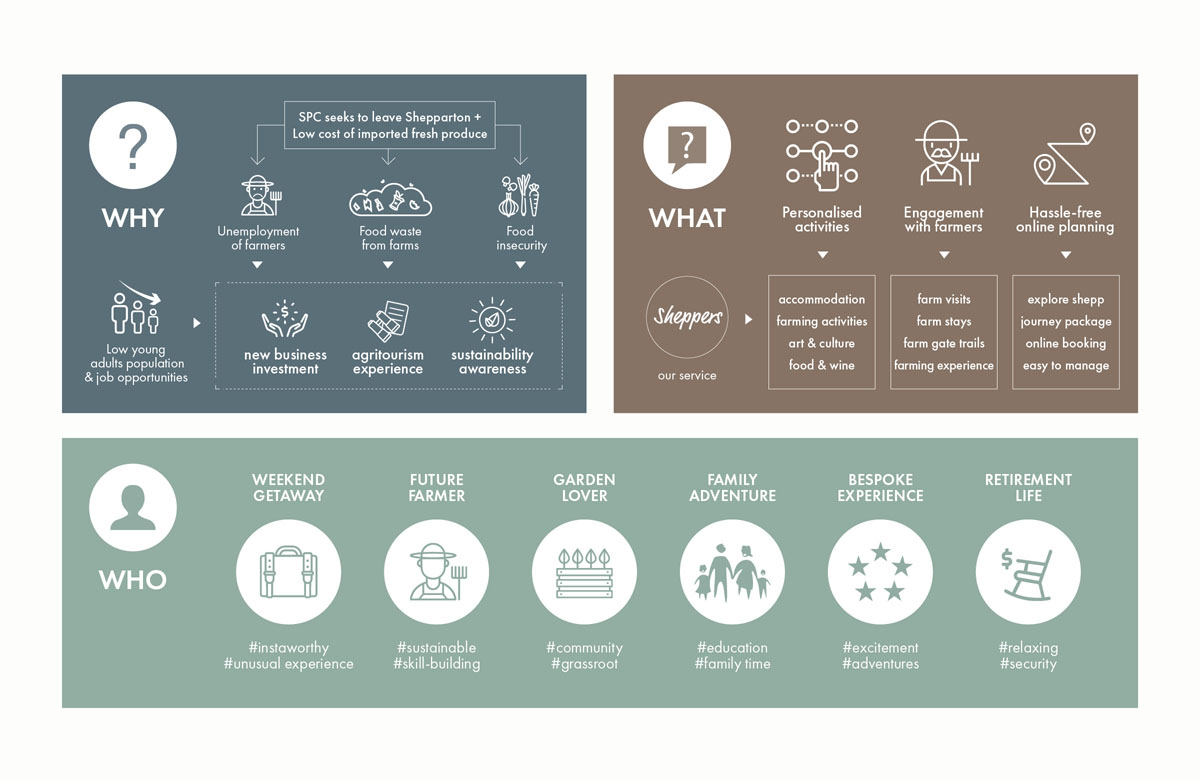 ?
WHY
SPC seeks to leave Shepparton +
Low cost of imported fresh produce
Unemployment
of farmers
Food waste
from farms
Food
insecurity
Low young
adults population
& job opportunities
$
new business
investment
agritourism
experience
sustainability
awareness
?
WHAT
Personalised
activities
Engagement
with farmers
Hassle-free
online planning
Sheppers
our service
accommodation
farming activities
art & culture
food & wine
farm visits
farm stays
farm gate trails
farming experience
explore shepp
journey package
online booking
easy to manage
WHO
WEEKEND
GETAWAY
#instaworthy
#unusual experience
FUTURE
FARMER
#sustainable
#skill-building
GARDEN
LOVER
#community
#grassroot
FAMILY
ADVENTURE
#education
#family time
BESPOKE
EXPERIENCE
#excitement
#adventures
RETIREMENT
LIFE
$
#relaxing
#security